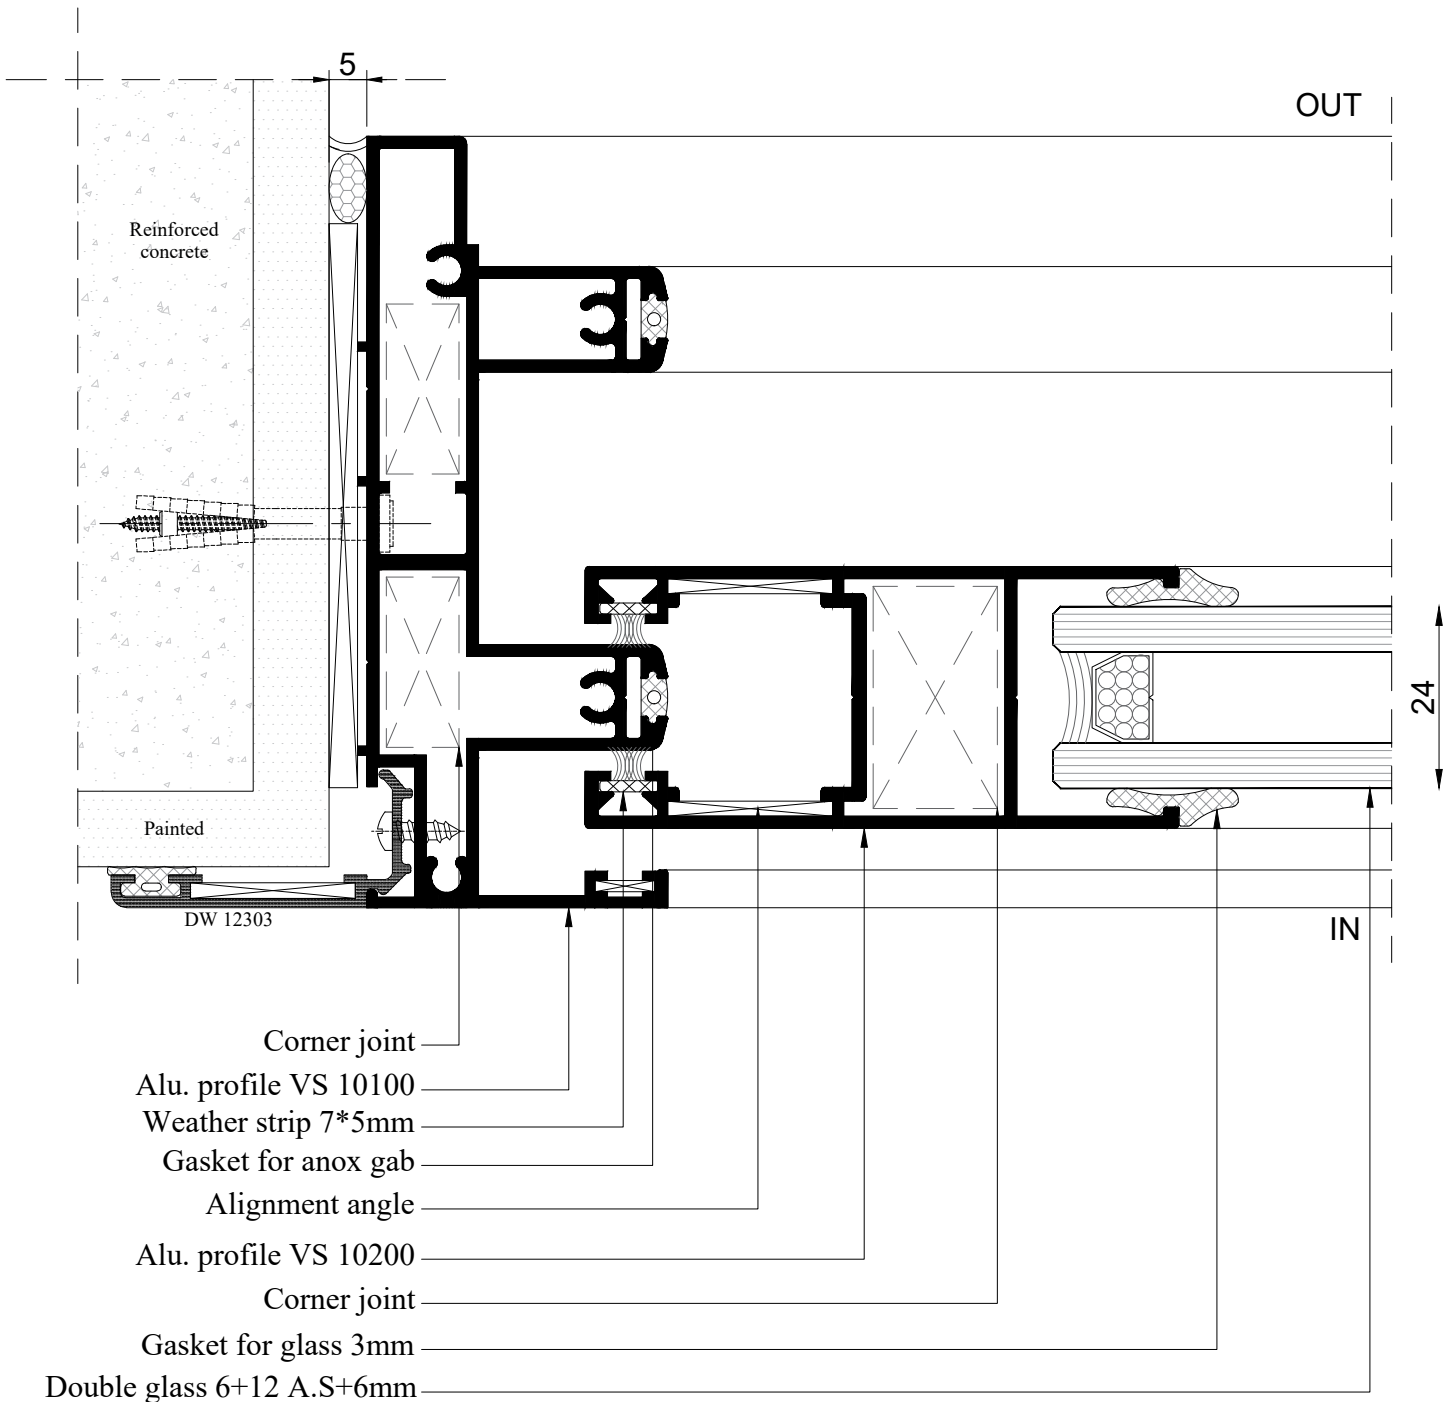 5
OUT
Reinforced
concrete
24
Painted
DW 12303
IN
Corner joint
Alu. profile VS 10100
Weather strip 7*5mm
Gasket for anox gab
Alignment angle
Alu. profile VS 10200
Corner joint
Gasket for glass 3mm
Double glass 6+12 A.S+6mm